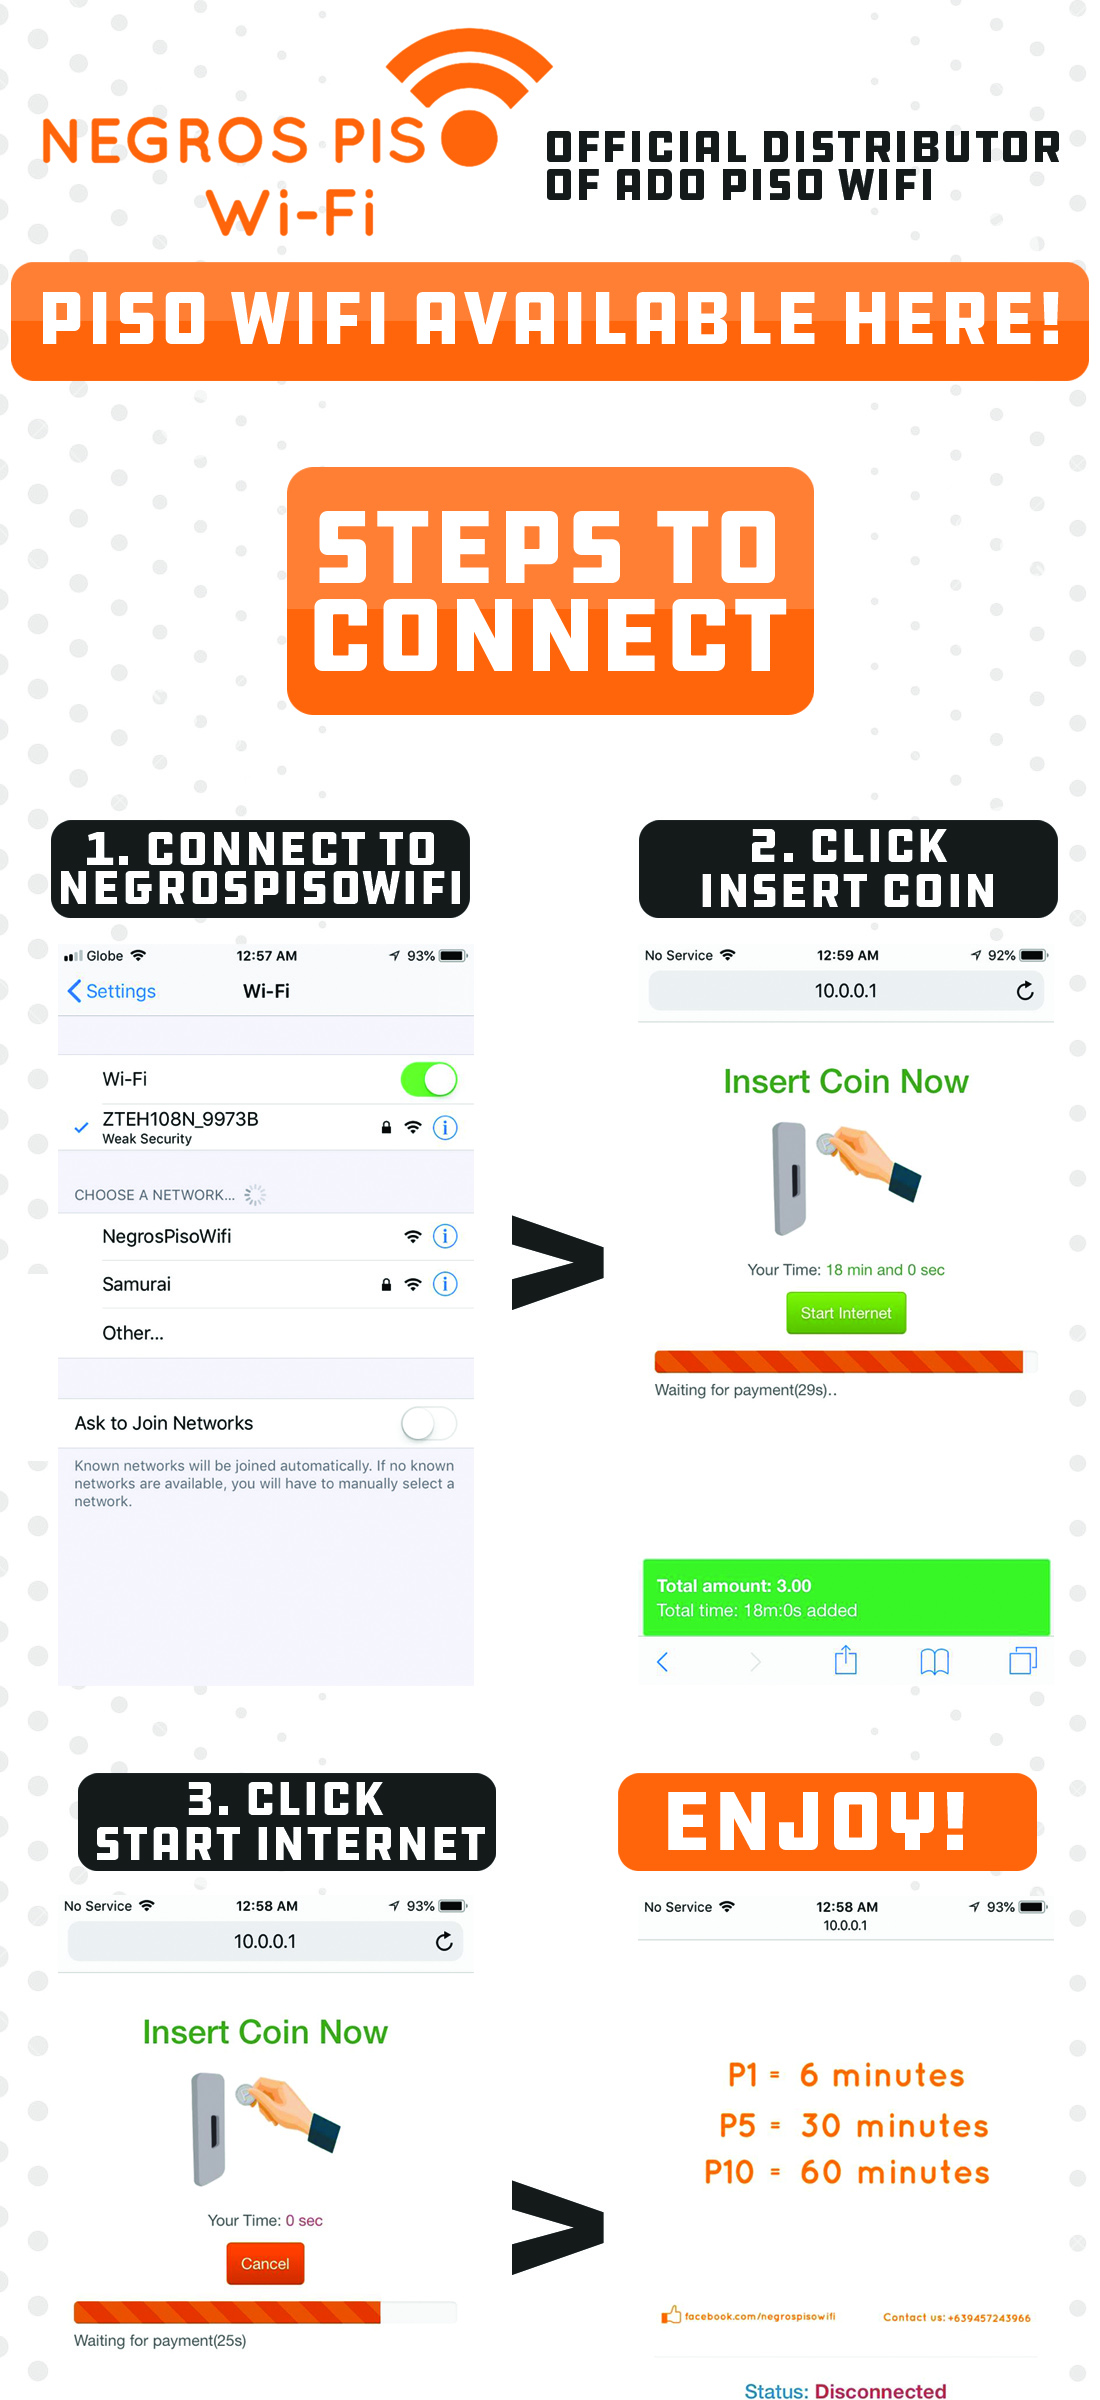 NEGROS PISO
Wi-Fi
OFFICIAL DISTRIBUTOR
OF ADO PISO WIFI
PISO WIFI AVAILABLE HERE!
STEPS TO
CONNECT
1. CONNECT TO
NEGROSPISOWIFI
Globe 12:57 AM 93%
Settings Wi-Fi
Wi-Fi
ZTEH108N_9973B
Weak Security
CHOOSE A NETWORK...
NegrosPisoWifi
Samurai
Other...
Ask to Join Networks
Known networks will be joined automatically. If no known
networks are available, you will have to manually select a
network.
>
2. CLICK
INSERT COIN
No Service 12:59 AM 92%
10.0.0.1
Insert Coin Now
Your Time: 18 min and 0 sec
Start Internet
Waiting for payment(29s)..
Total amount: 3.00
Total time: 18m:0s added
3. CLICK
START INTERNET
No Service 12:58 AM 93%
10.0.0.1
Insert Coin Now
Your Time: 0 sec
Cancel
Waiting for payment(25s)
>
ENJOY!
No Service 12:58 AM 93%
10.0.0.1
P1 = 6 minutes
P5 = 30 minutes
P10 = 60 minutes
facebook.com/negrospisowifi Contact us: +639457243966
Status: Disconnected